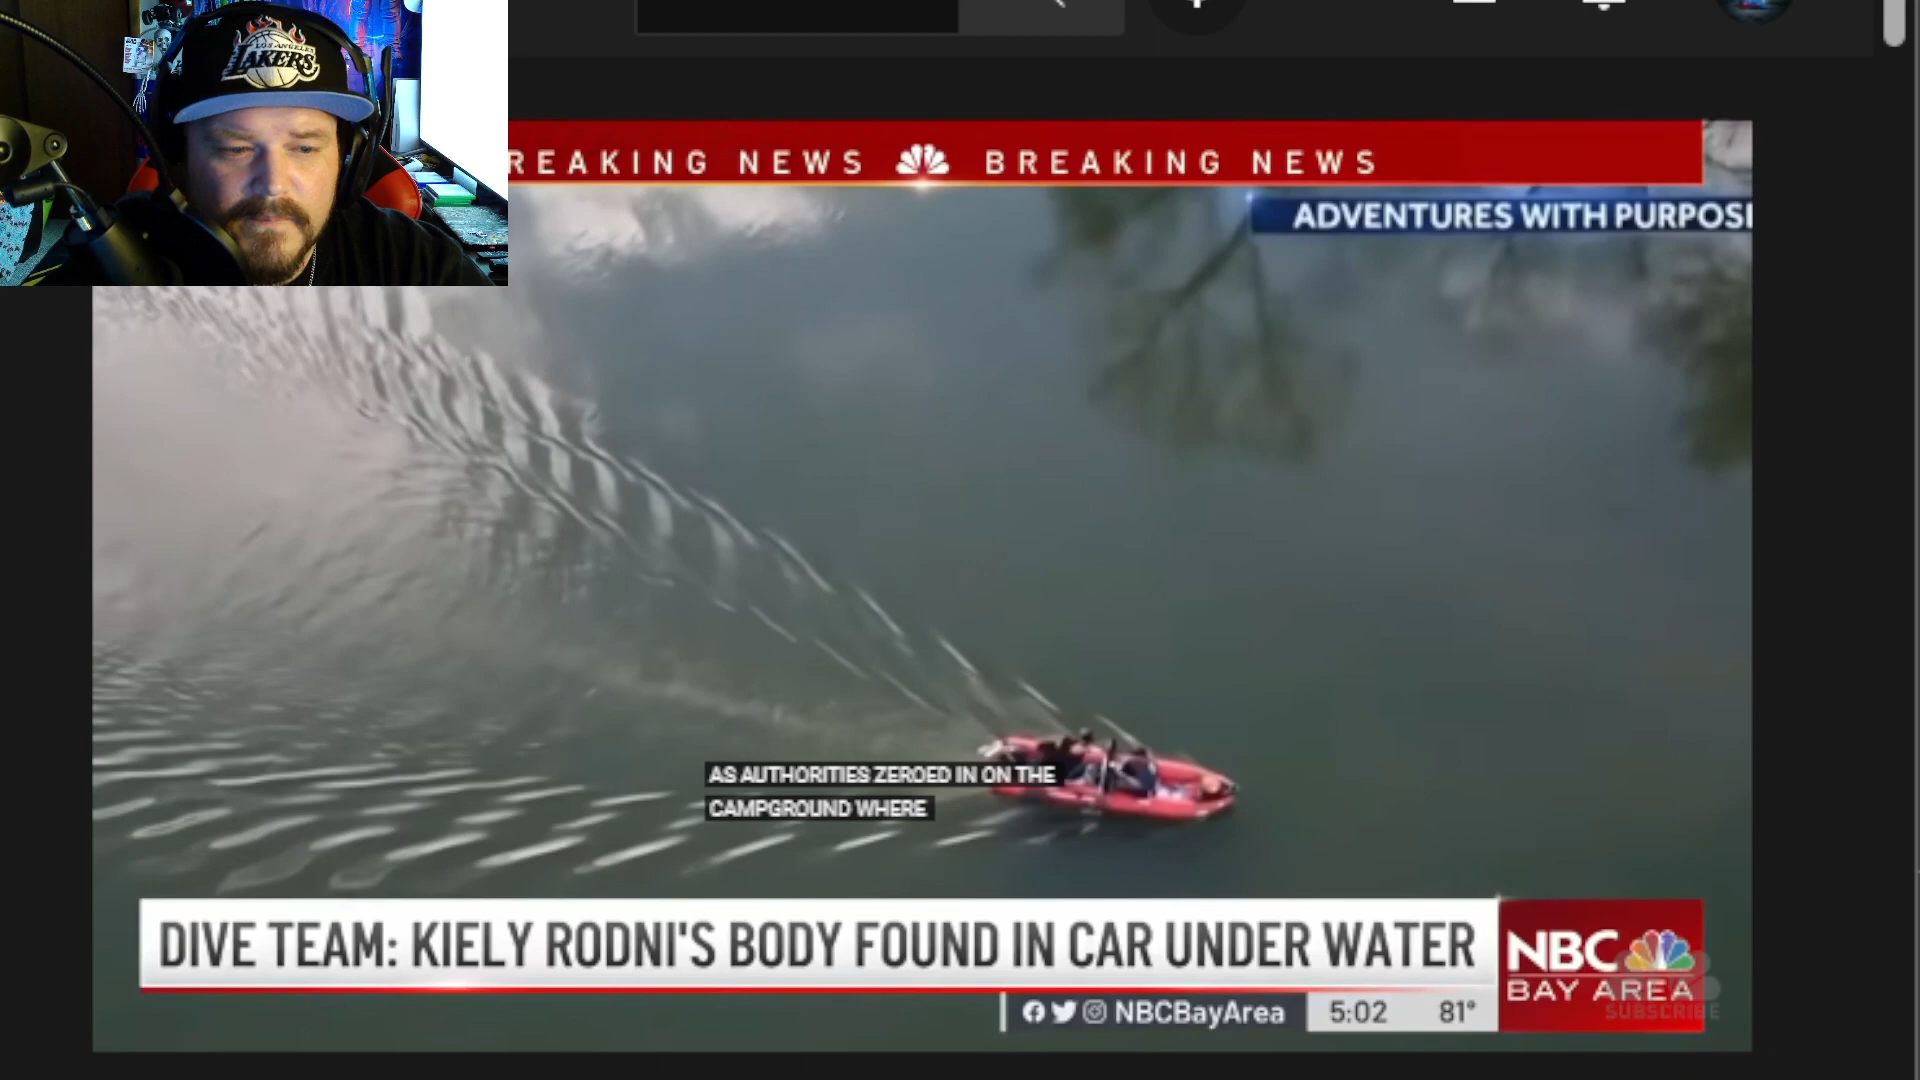 LOS ANGELES
LAKERS
REAKING NEWS BREAKING NEWS
ADVENTURES WITH PURPOS
AS AUTHORITIES ZEROED IN ON THE
CAMPGROUND WHERE
DIVE TEAM: KIELY RODNI'S BODY FOUND IN CAR UNDER WATER
NBC
BAY AREA
SUBSCRIBE
NBCBayArea 5:02 81°